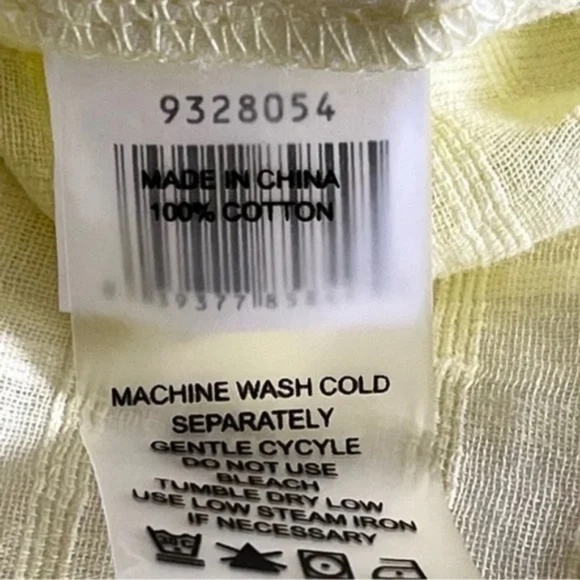 9328054
MADE IN CHINA
100% COTTON
MACHINE WASH COLD
SEPARATELY
GENTLE CYCYLE
DO NOT USE
BLEACH
TUMBLE DRY LOW
USE LOW STEAM IRON
IF NECESSARY